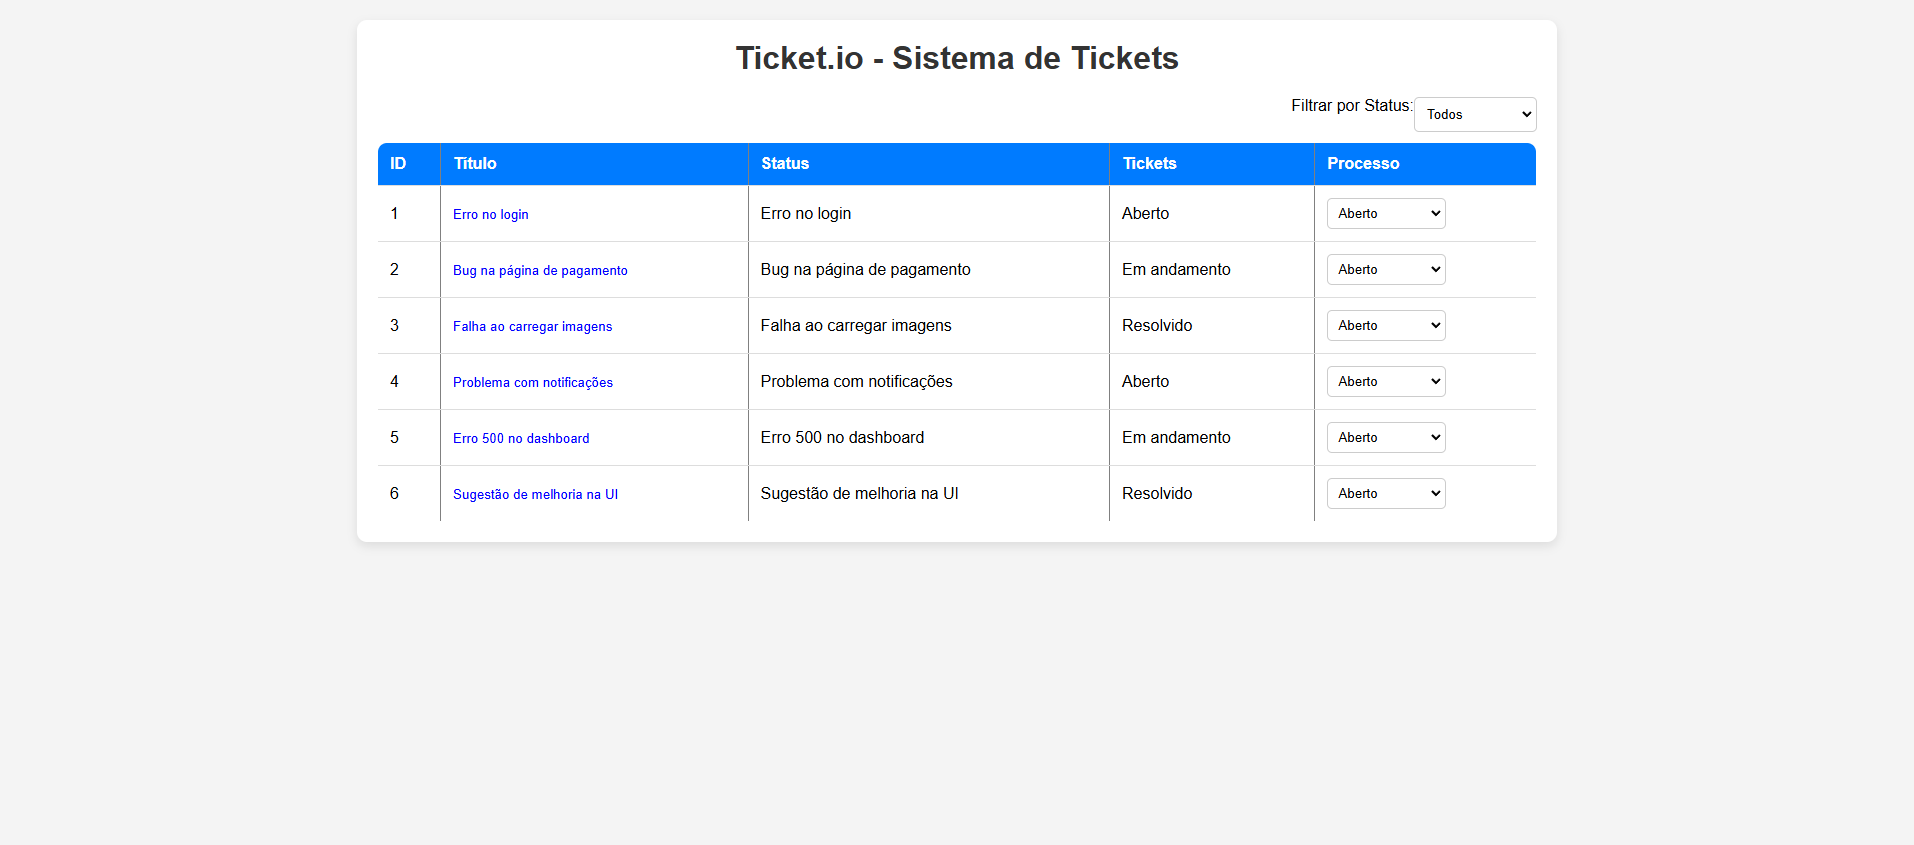 Ticket.io - Sistema de Tickets
Filtrar por Status: Todos
ID Titulo Status Tickets Processo
1 Erro no login Erro no login Aberto Aberto
2 Bug na página de pagamento Bug na página de pagamento Em andamento Aberto
3 Falha ao carregar imagens Falha ao carregar imagens Resolvido Aberto
4 Problema com notificações Problema com notificações Aberto Aberto
5 Erro 500 no dashboard Erro 500 no dashboard Em andamento Aberto
6 Sugestão de melhoria na UI Sugestão de melhoria na UI Resolvido Aberto